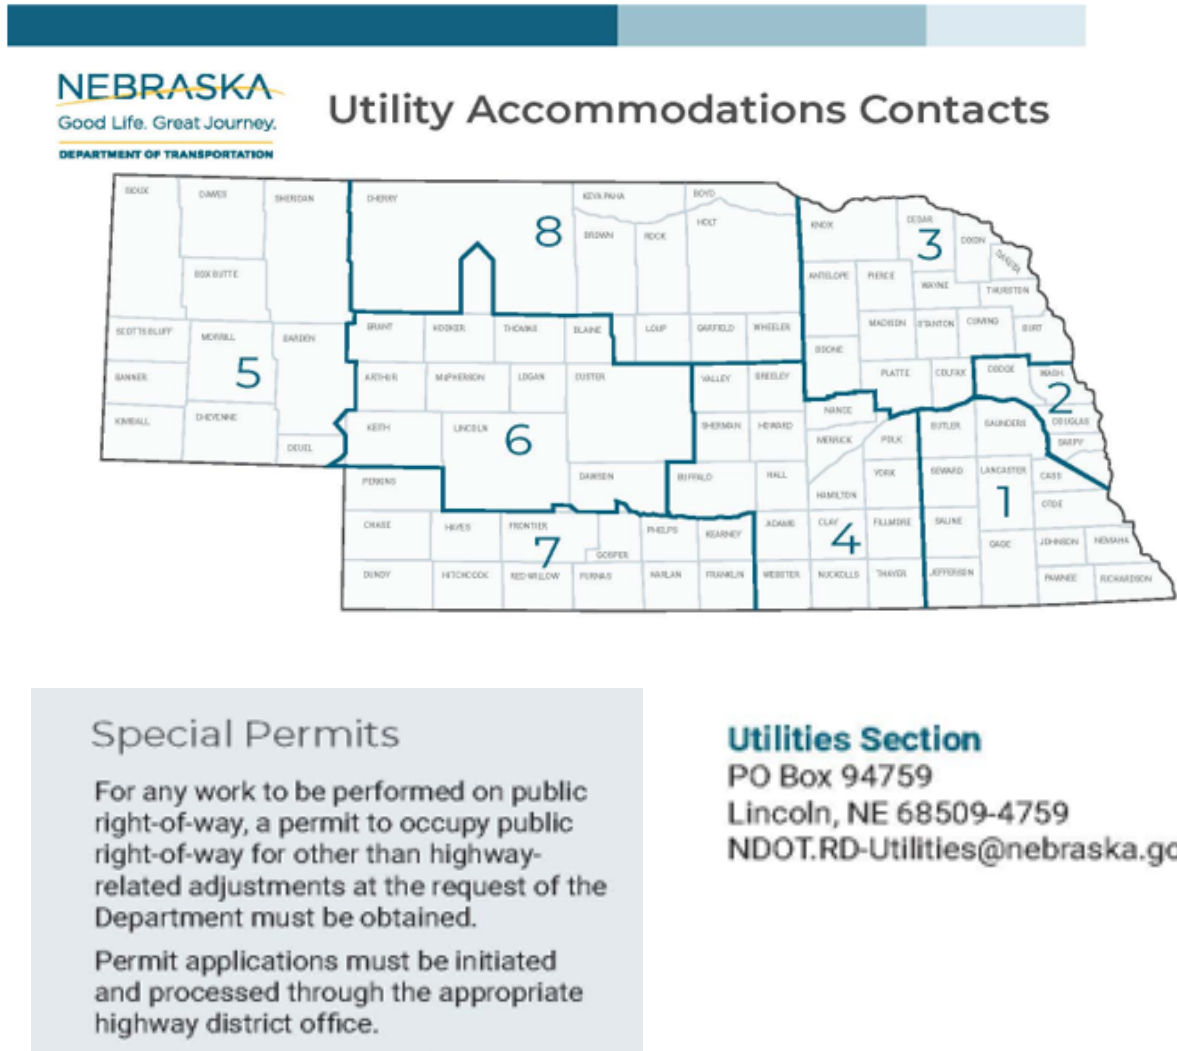 NEBRASKA
Good Life. Great Journey.
DEPARTMENT OF TRANSPORTATION
Utility Accommodations Contacts
SIOUX
DAWES
SHERIDAN
CHERRY
KEYA PAHA
BOYD
8
BROWN
ROCK
HOLT
KNOX
CEDAR
3
DIXON
DAKOTA
BOX BUTTE
ANTELOPE
PIERCE
WAYNE
THURSTON
SCOTTS BLUFF
MORRILL
GARDEN
GRANT
HOOKER
THOMAS
BLAINE
LOUP
GARFIELD
WHEELER
BOONE
MADISON
STANTON
CUMING
BURT
BANNER
5
ARTHUR
McPHERSON
LOGAN
CUSTER
VALLEY
GREELEY
PLATTE
COLFAX
DODGE
WASH.
2
KIMBALL
CHEYENNE
DEUEL
KEITH
LINCOLN
6
SHERMAN
HOWARD
NANCE
MERRICK
POLK
BUTLER
SAUNDERS
DOUGLAS
SARPY
PERKINS
DAWSON
BUFFALO
HALL
HAMILTON
YORK
SEWARD
LANCASTER
1
CASS
OTOE
CHASE
HAYES
FRONTIER
7
GOSPER
PHELPS
KEARNEY
ADAMS
CLAY
4
FILLMORE
SALINE
GAGE
JOHNSON
NEMAHA
DUNDY
HITCHCOCK
RED WILLOW
FURNAS
HARLAN
FRANKLIN
WEBSTER
NUCKOLLS
THAYER
JEFFERSON
PAWNEE
RICHARDSON
Special Permits
For any work to be performed on public
right-of-way, a permit to occupy public
right-of-way for other than highway-
related adjustments at the request of the
Department must be obtained.
Permit applications must be initiated
and processed through the appropriate
highway district office.
Utilities Section
PO Box 94759
Lincoln, NE 68509-4759
NDOT.RD-Utilities@nebraska.go